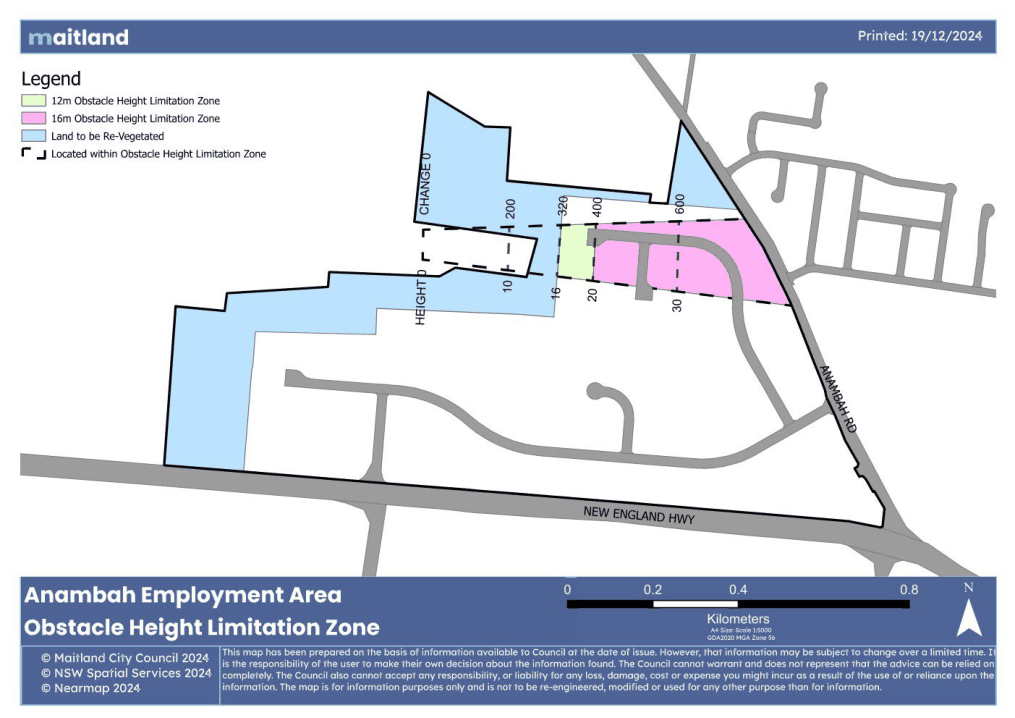 maitland
Printed: 19/12/2024
Legend
12m Obstacle Height Limitation Zone
16m Obstacle Height Limitation Zone
Land to be Re-Vegetated
Located within Obstacle Height Limitation Zone
CHANGE 0
200
320
400
600
HEIGHT 0
10
16
20
30
ANAMBAH RD
NEW ENGLAND HWY
Anambah Employment Area
Obstacle Height Limitation Zone
0 0.2 0.4 0.8
Kilometers
A4 Size: Scale 1:5000
GDA2020 MGA Zone 56
N
© Maitland City Council 2024
© NSW Spatial Services 2024
© Nearmap 2024
This map has been prepared on the basis of information available to Council at the date of issue. However, that information may be subject to change over a limited time. It
is the responsibility of the user to make their own decision about the information found. The Council cannot warrant and does not represent that the advice can be relied on
completely. The Council also cannot accept any responsibility, or liability for any loss, damage, cost or expense you might incur as a result of the use of or reliance upon the
information. The map is for information purposes only and is not to be re-engineered, modified or used for any other purpose than for information.